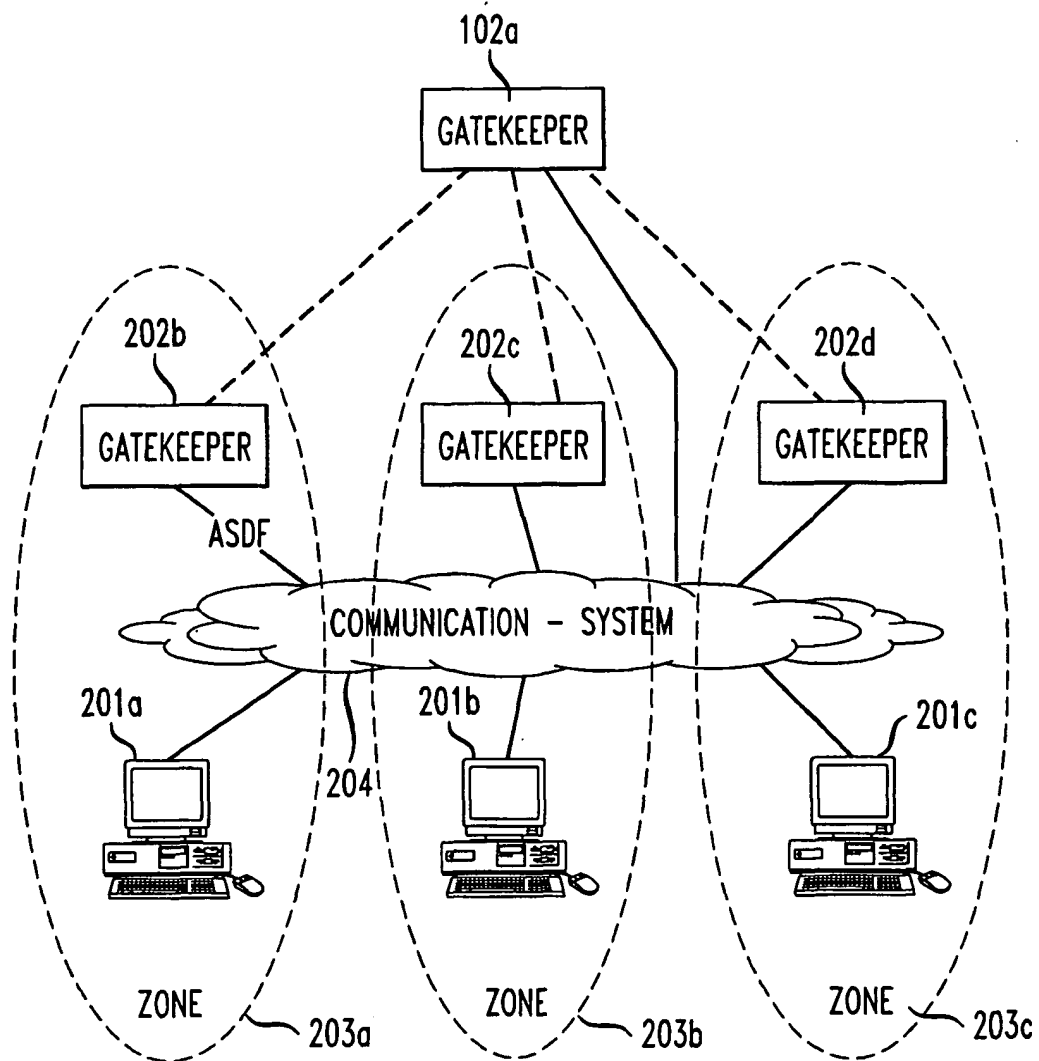 102a
GATEKEEPER
202b
202c
202d
GATEKEEPER
GATEKEEPER
GATEKEEPER
ASDF
COMMUNICATION - SYSTEM
201a
201b
201c
204
ZONE
ZONE
ZONE
203a
203b
203c